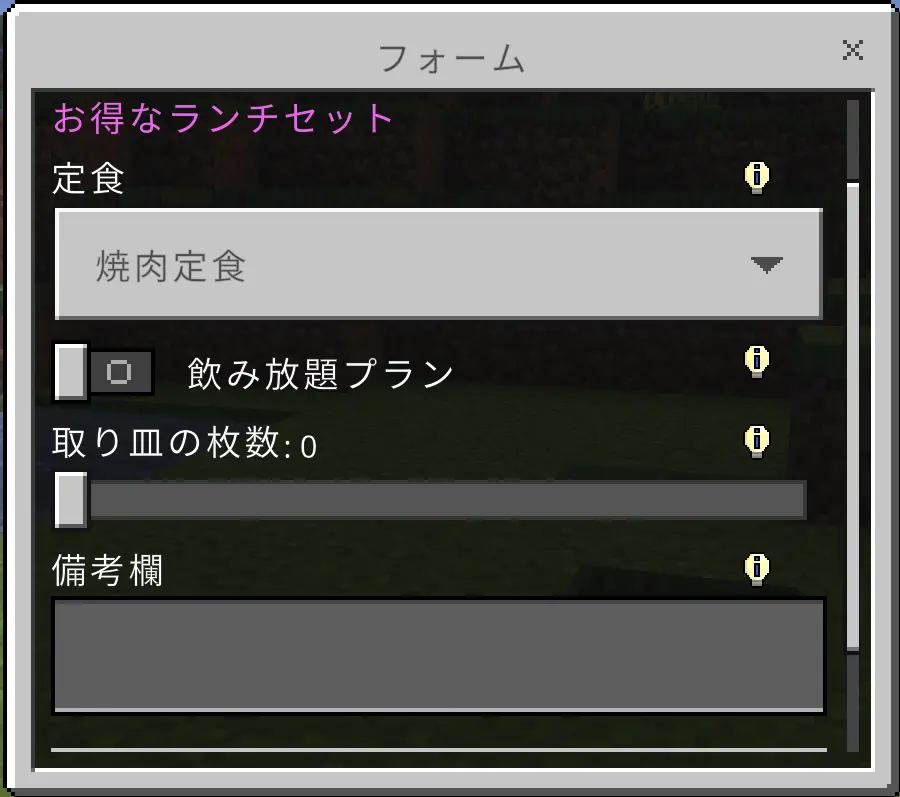 フォーム
お得なランチセット
定食
焼肉定食
飲み放題プラン
取り皿の枚数: 0
備考欄